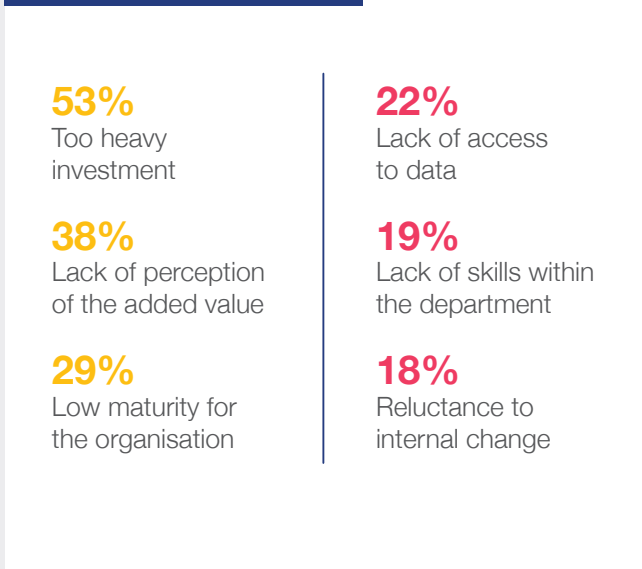 53%
Too heavy
investment
38%
Lack of perception
of the added value
29%
Low maturity for
the organisation
22%
Lack of access
to data
19%
Lack of skills within
the department
18%
Reluctance to
internal change